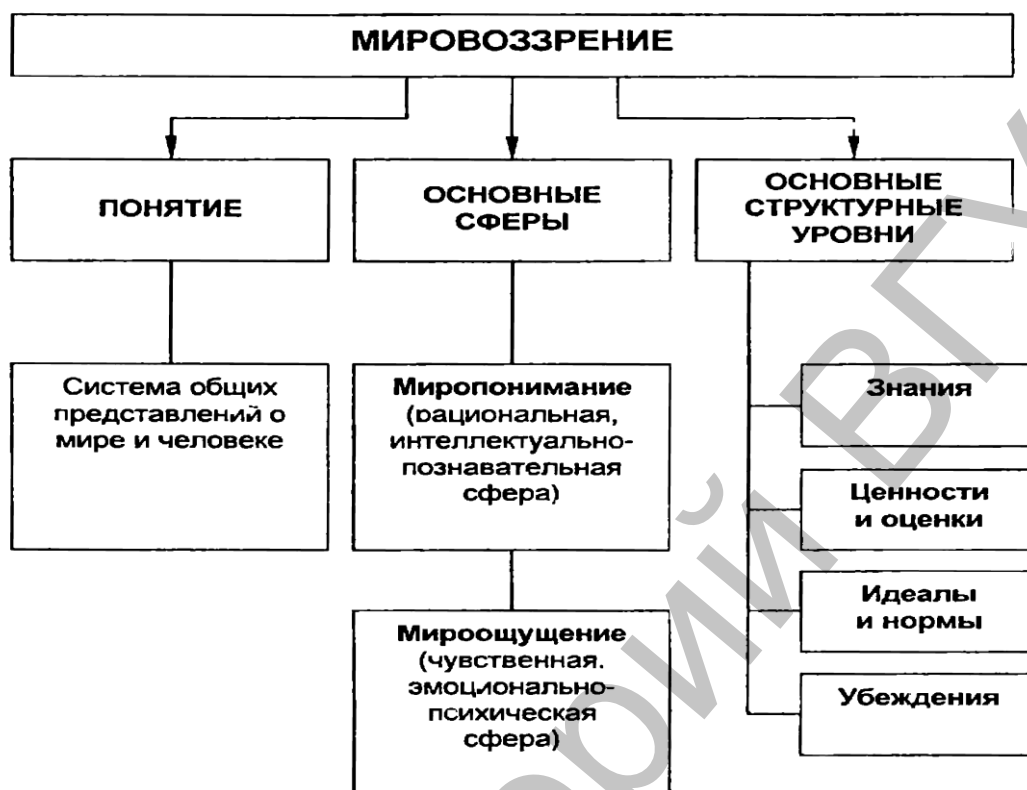 МИРОВОЗЗРЕНИЕ
ПОНЯТИЕ
ОСНОВНЫЕ
СФЕРЫ
ОСНОВНЫЕ
СТРУКТУРНЫЕ
УРОВНИ
Система общих
представлений о
мире и человеке
Миропонимание
(рациональная,
интеллектуально-
познавательная
сфера)
Мироощущение
(чувственная,
эмоционально-
психическая
сфера)
Знания
Ценности
и оценки
Идеалы
и нормы
Убеждения
ВГУ